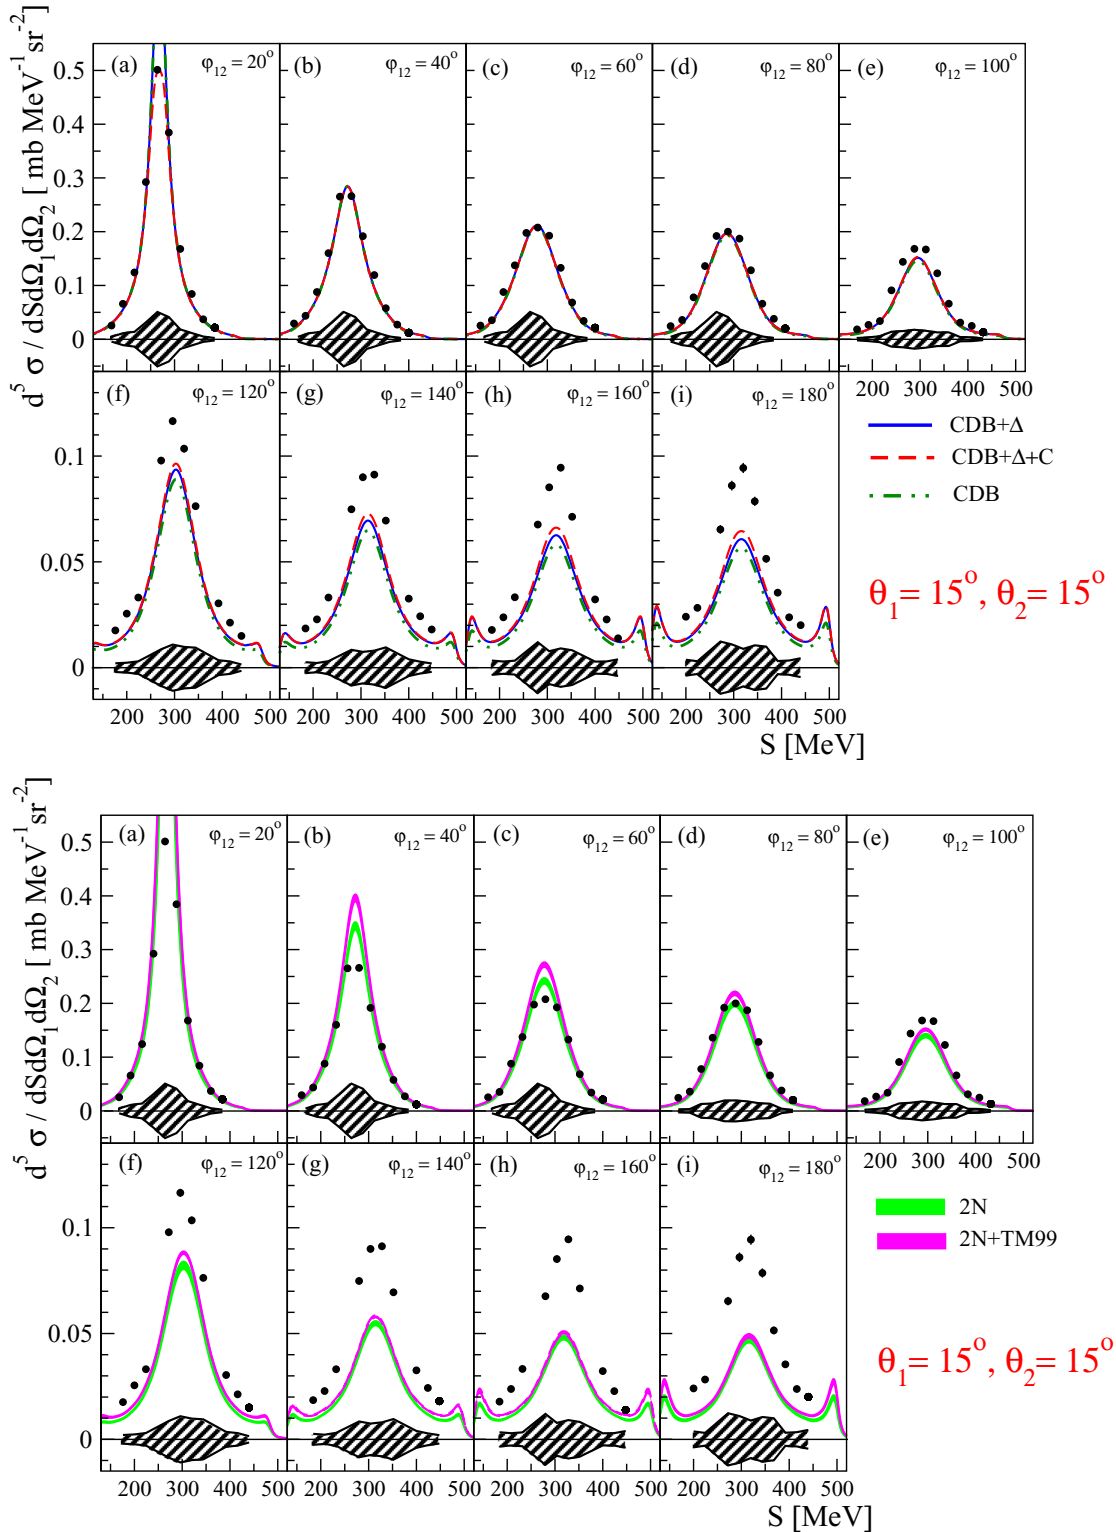 d⁵ σ / dSdΩ₁dΩ₂ [ mb MeV⁻¹ sr⁻²]
(a) φ₁₂ = 20°
(b) φ₁₂ = 40°
(c) φ₁₂ = 60°
(d) φ₁₂ = 80°
(e) φ₁₂ = 100°
0.5
0.4
0.3
0.2
0.1
0
200 300 400 500
(f) φ₁₂ = 120°
(g) φ₁₂ = 140°
(h) φ₁₂ = 160°
(i) φ₁₂ = 180°
0.1
0.05
0
CDB+Δ
CDB+Δ+C
CDB
θ₁= 15°, θ₂= 15°
200 300 400 500 200 300 400 500 200 300 400 500 200 300 400 500
S [MeV]
d⁵ σ / dSdΩ₁dΩ₂ [ mb MeV⁻¹ sr⁻²]
(a) φ₁₂ = 20°
(b) φ₁₂ = 40°
(c) φ₁₂ = 60°
(d) φ₁₂ = 80°
(e) φ₁₂ = 100°
0.5
0.4
0.3
0.2
0.1
0
200 300 400 500
(f) φ₁₂ = 120°
(g) φ₁₂ = 140°
(h) φ₁₂ = 160°
(i) φ₁₂ = 180°
0.1
0.05
0
2N
2N+TM99
θ₁= 15°, θ₂= 15°
200 300 400 500 200 300 400 500 200 300 400 500 200 300 400 500
S [MeV]